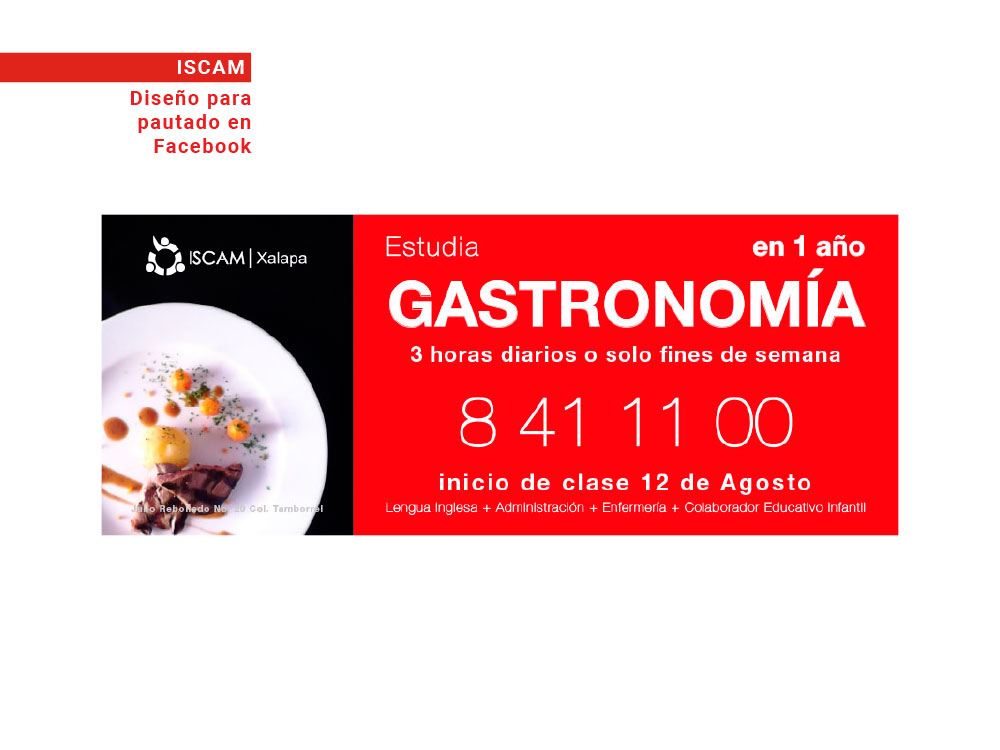 ISCAM
Diseño para
pautado en
Facebook
ISCAM | Xalapa
Estudia
en 1 año
GASTRONOMÍA
3 horas diarios o solo fines de semana
8 41 11 00
inicio de clase 12 de Agosto
Lengua Inglesa + Administración + Enfermería + Colaborador Educativo Infantil
Rebolledo Col. Tamborrel